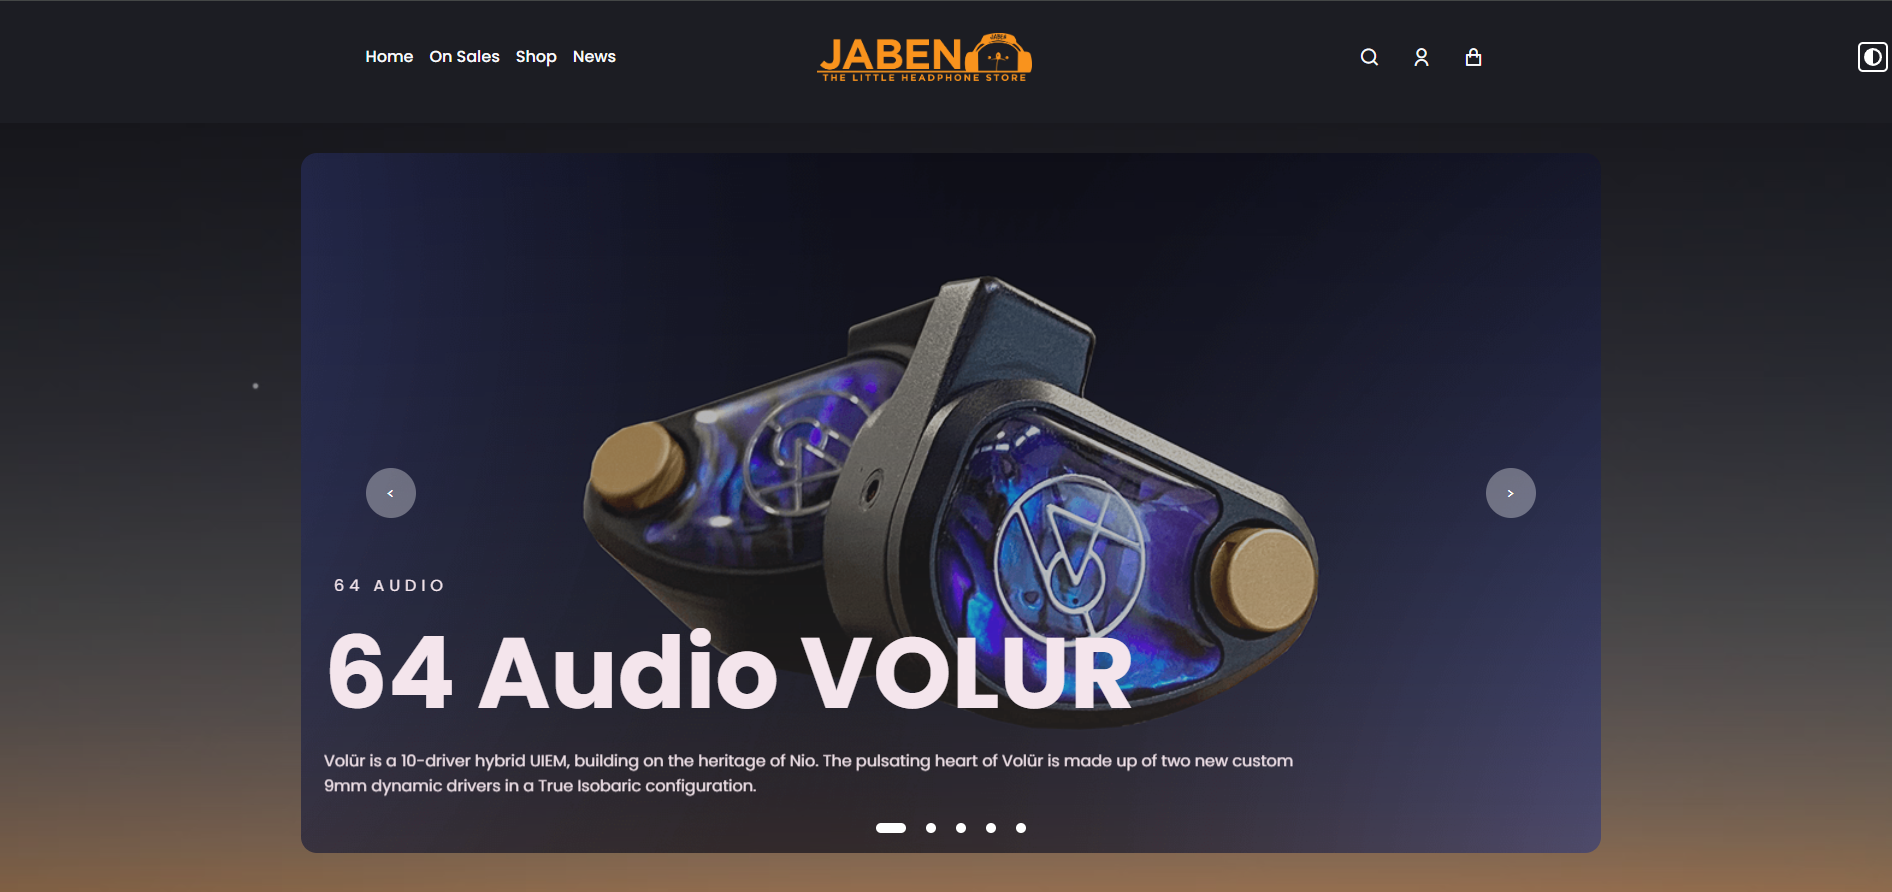 Home On Sales Shop News
JABEN
THE LITTLE HEADPHONE STORE
<
>
64 AUDIO
64 Audio VOLUR
Volür is a 10-driver hybrid UIEM, building on the heritage of Nio. The pulsating heart of Volür is made up of two new custom
9mm dynamic drivers in a True Isobaric configuration.